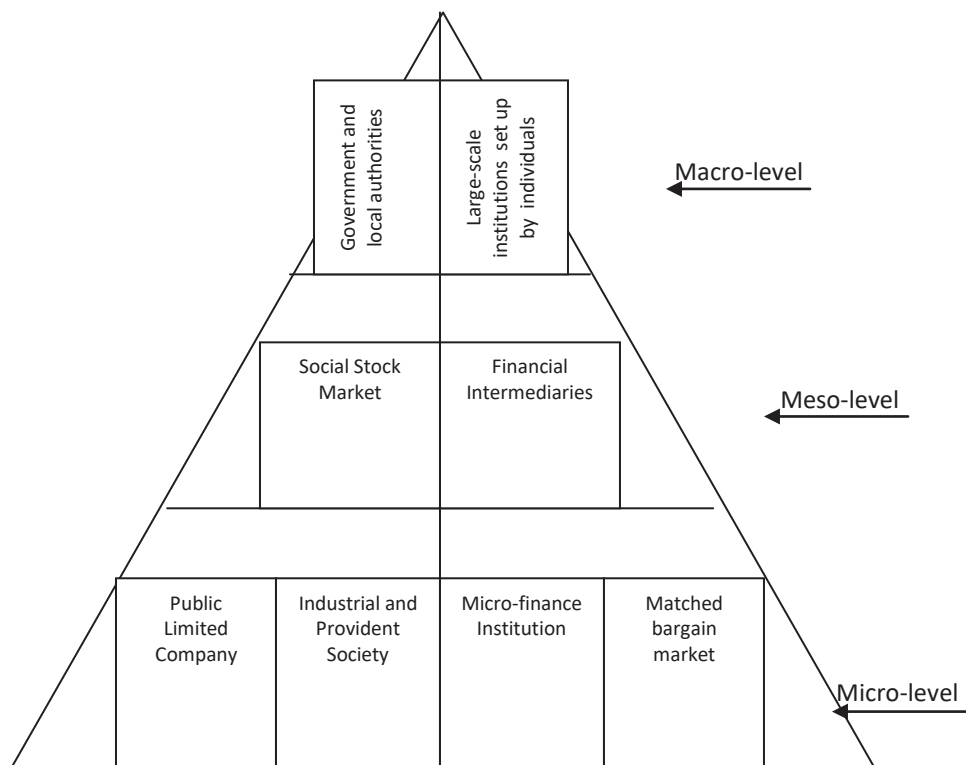 Government and
local authorities
Large-scale
institutions set up
by individuals
Macro-level
Social Stock
Market
Financial
Intermediaries
Meso-level
Public
Limited
Company
Industrial and
Provident
Society
Micro-finance
Institution
Matched
bargain
market
Micro-level